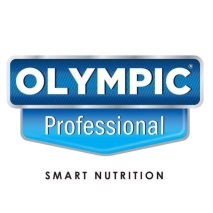 OLYMPIC®
Professional
SMART NUTRITION